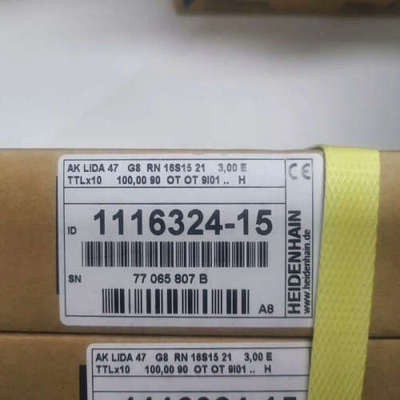 AK LIDA 47 G8 RN 16S15 21 3,00 E
TTLx10 100,00 90 OT OT 9I01 .. H
ID 1116324-15
SN 77 065 807 B
A8
HEIDENHAIN
www.heidenhain.de
AK LIDA 47 G8 RN 16S15 21 3,00 E
TTLx10 100,00 90 OT OT 9I01 .. H
1116324-15